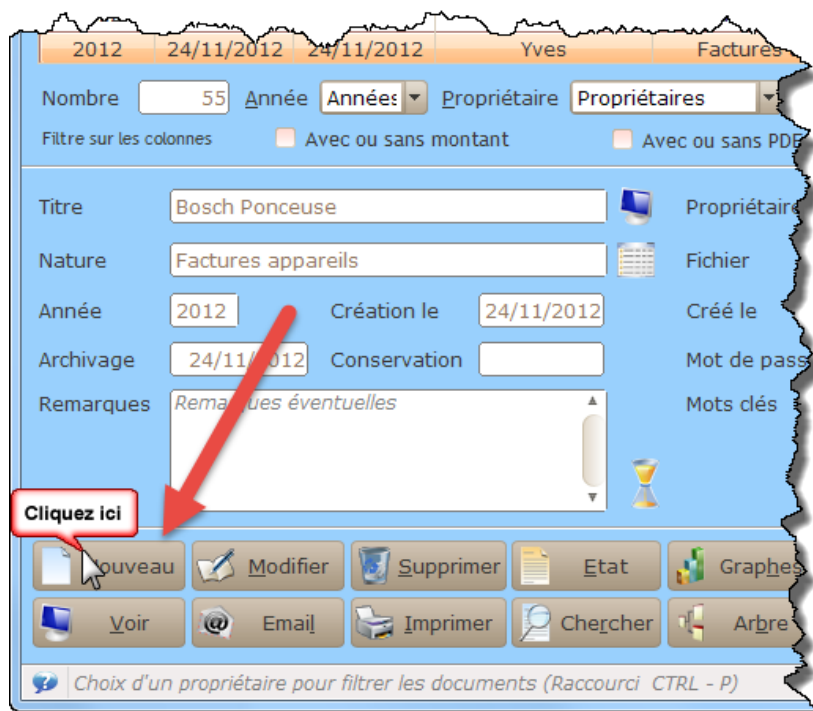 2012 24/11/2012 24/11/2012 Yves Factures
Nombre 55 Année Années Propriétaire Propriétaires
Filtre sur les colonnes Avec ou sans montant Avec ou sans PDF
Titre Bosch Ponceuse Propriétaire
Nature Factures appareils Fichier
Année 2012 Création le 24/11/2012 Créé le
Archivage 24/11/2012 Conservation Mot de pass
Remarques Remarques éventuelles Mots clés
Cliquez ici
Nouveau Modifier Supprimer Etat Graphes
Voir Email Imprimer Chercher Arbre
Choix d'un propriétaire pour filtrer les documents (Raccourci CTRL - P)